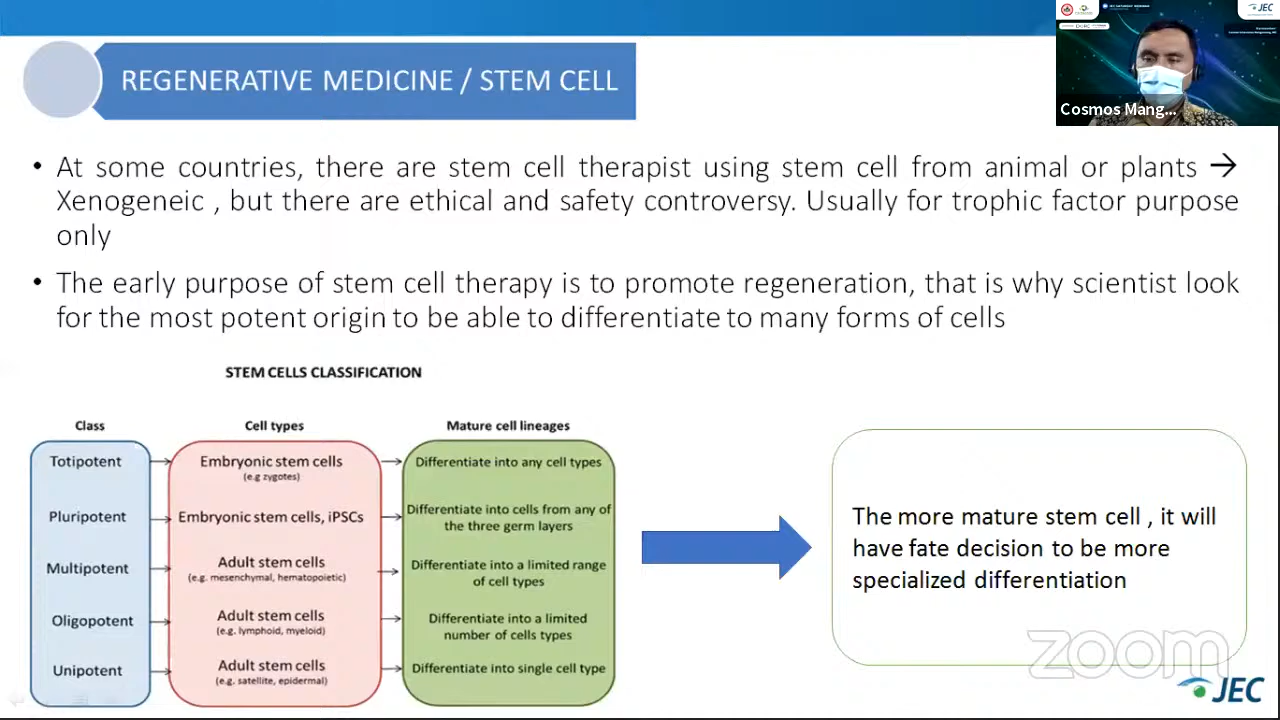 JEC
Cosmos Mang...
REGENERATIVE MEDICINE / STEM CELL
• At some countries, there are stem cell therapist using stem cell from animal or plants →
Xenogeneic , but there are ethical and safety controversy. Usually for trophic factor purpose
only
• The early purpose of stem cell therapy is to promote regeneration, that is why scientist look
for the most potent origin to be able to differentiate to many forms of cells
STEM CELLS CLASSIFICATION
Class Cell types Mature cell lineages
Totipotent Embryonic stem cells Differentiate into any cell types
(e.g zygotes)
Pluripotent Embryonic stem cells, iPSCs Differentiate into cells from any of
the three germ layers
Multipotent Adult stem cells Differentiate into a limited range
(e.g. mesenchymal, hematopoietic) of cell types
Oligopotent Adult stem cells Differentiate into a limited
(e.g. lymphoid, myeloid) number of cells types
Unipotent Adult stem cells Differentiate into single cell type
(e.g. satellite, epidermal)
The more mature stem cell , it will
have fate decision to be more
specialized differentiation
zoom
JEC